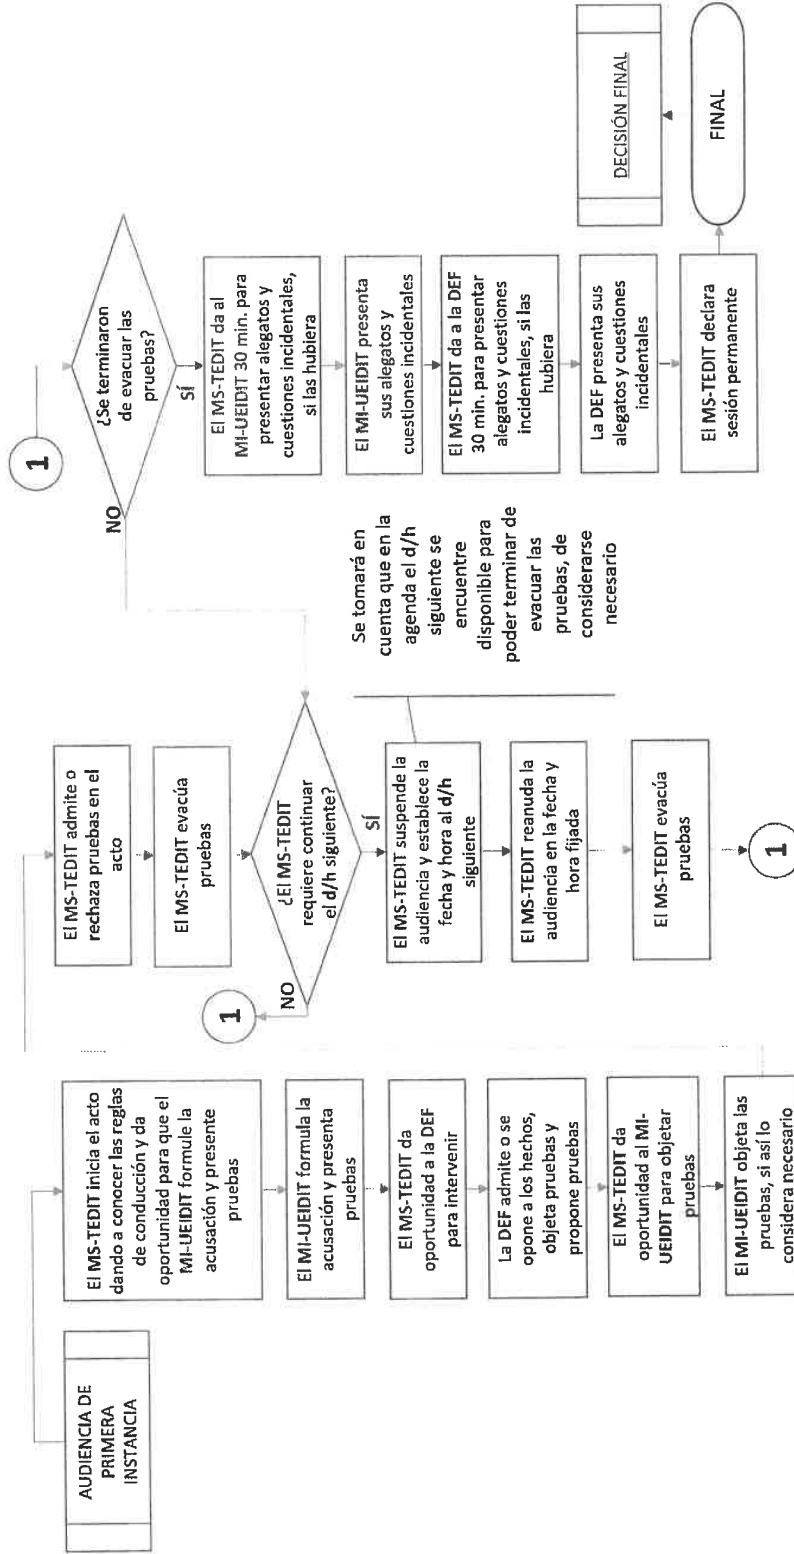 AUDIENCIA DE
PRIMERA
INSTANCIA
El MS-TEDIT inicia el acto
dando a conocer las reglas
de conducción y da
oportunidad para que el
MI-UEIDIT formule la
acusación y presente
pruebas
El MI-UEIDIT formula la
acusación y presenta
pruebas
El MS-TEDIT da
oportunidad a la DEF
para intervenir
La DEF admite o se
opone a los hechos,
objeta pruebas y
propone pruebas
El MS-TEDIT da
oportunidad al MI-
UEIDIT para objetar
pruebas
El MI-UEIDIT objeta las
pruebas, si así lo
considera necesario
El MS-TEDIT admite o
rechaza pruebas en el
acto
El MS-TEDIT evacúa
pruebas
¿El MS-TEDIT
requiere continuar
el d/h siguiente?
NO
1
SÍ
El MS-TEDIT suspende la
audiencia y establece la
fecha y hora al d/h
siguiente
Se tomará en
cuenta que en la
agenda el d/h
siguiente se
encuentre
disponible para
poder terminar de
evacuar las
pruebas, de
considerarse
necesario
El MS-TEDIT reanuda la
audiencia en la fecha y
hora fijada
El MS-TEDIT evacúa
pruebas
1
1
¿Se terminaron
de evacuar las
pruebas?
NO
SÍ
El MS-TEDIT da al
MI-UEIDIT 30 min. para
presentar alegatos y
cuestiones incidentales,
si las hubiera
El MI-UEIDIT presenta
sus alegatos y
cuestiones incidentales
El MS-TEDIT da a la DEF
30 min. para presentar
alegatos y cuestiones
incidentales, si las
hubiera
La DEF presenta sus
alegatos y cuestiones
incidentales
El MS-TEDIT declara
sesión permanente
DECISIÓN FINAL
FINAL